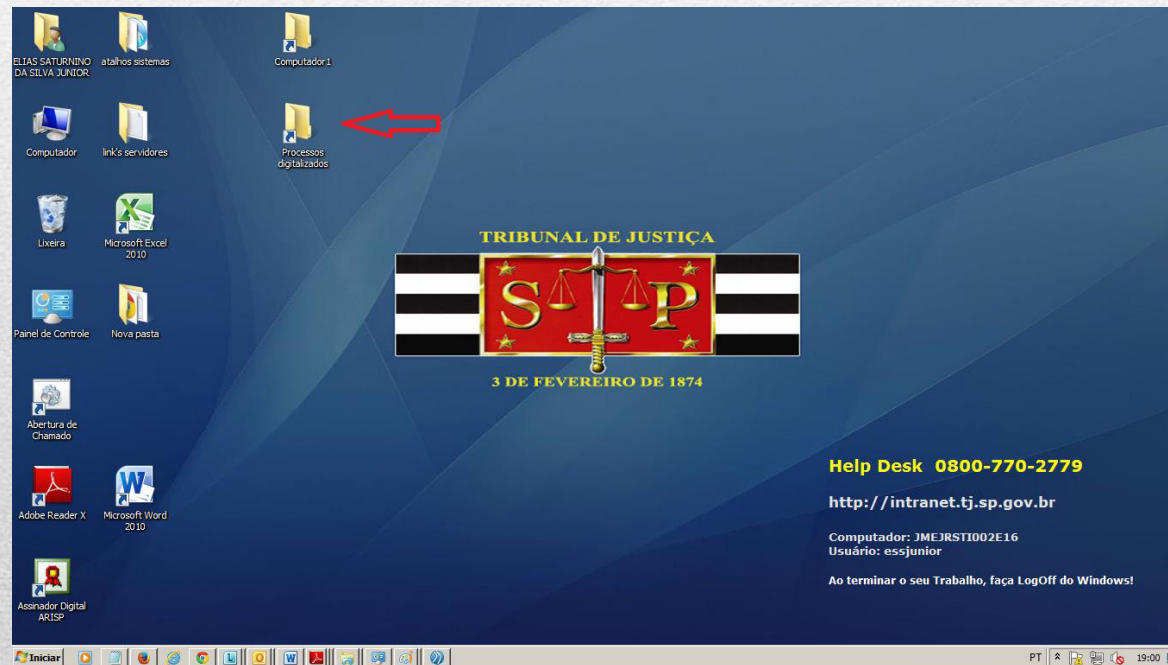 ELIAS SATURNINO
DA SILVA JUNIOR
atalhos sistemas
Computador1
Computador
link's servidores
Processos
digitalizados
Lixeira
Microsoft Excel
2010
Painel de Controle
Nova pasta
Abertura de
Chamado
Adobe Reader X
Microsoft Word
2010
Assinador Digital
ARISP
TRIBUNAL DE JUSTIÇA
S P
3 DE FEVEREIRO DE 1874
Help Desk 0800-770-2779
http://intranet.tj.sp.gov.br
Computador: JMEJRSTI002E16
Usuário: essjunior
Ao terminar o seu Trabalho, faça LogOff do Windows!
Iniciar
PT
19:00